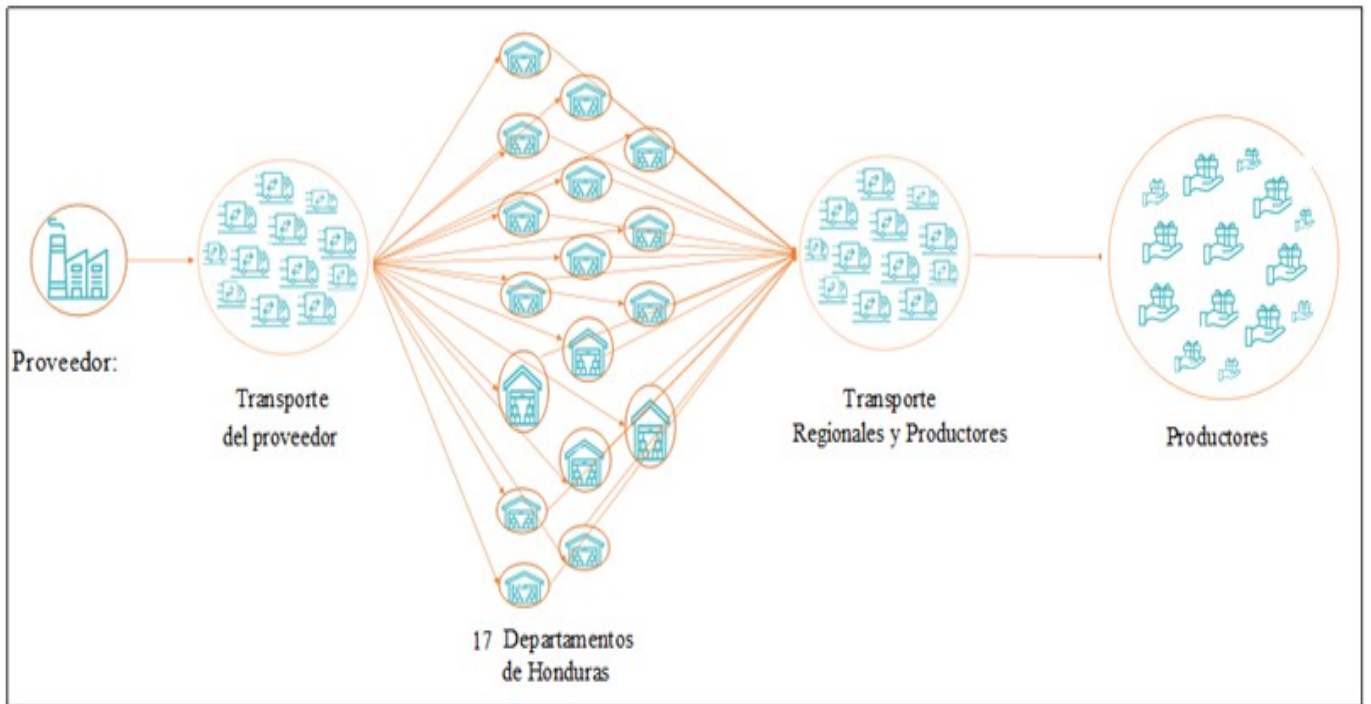 Proveedor:
Transporte
del proveedor
17 Departamentos
de Honduras
Transporte
Regionales y Productores
Productores